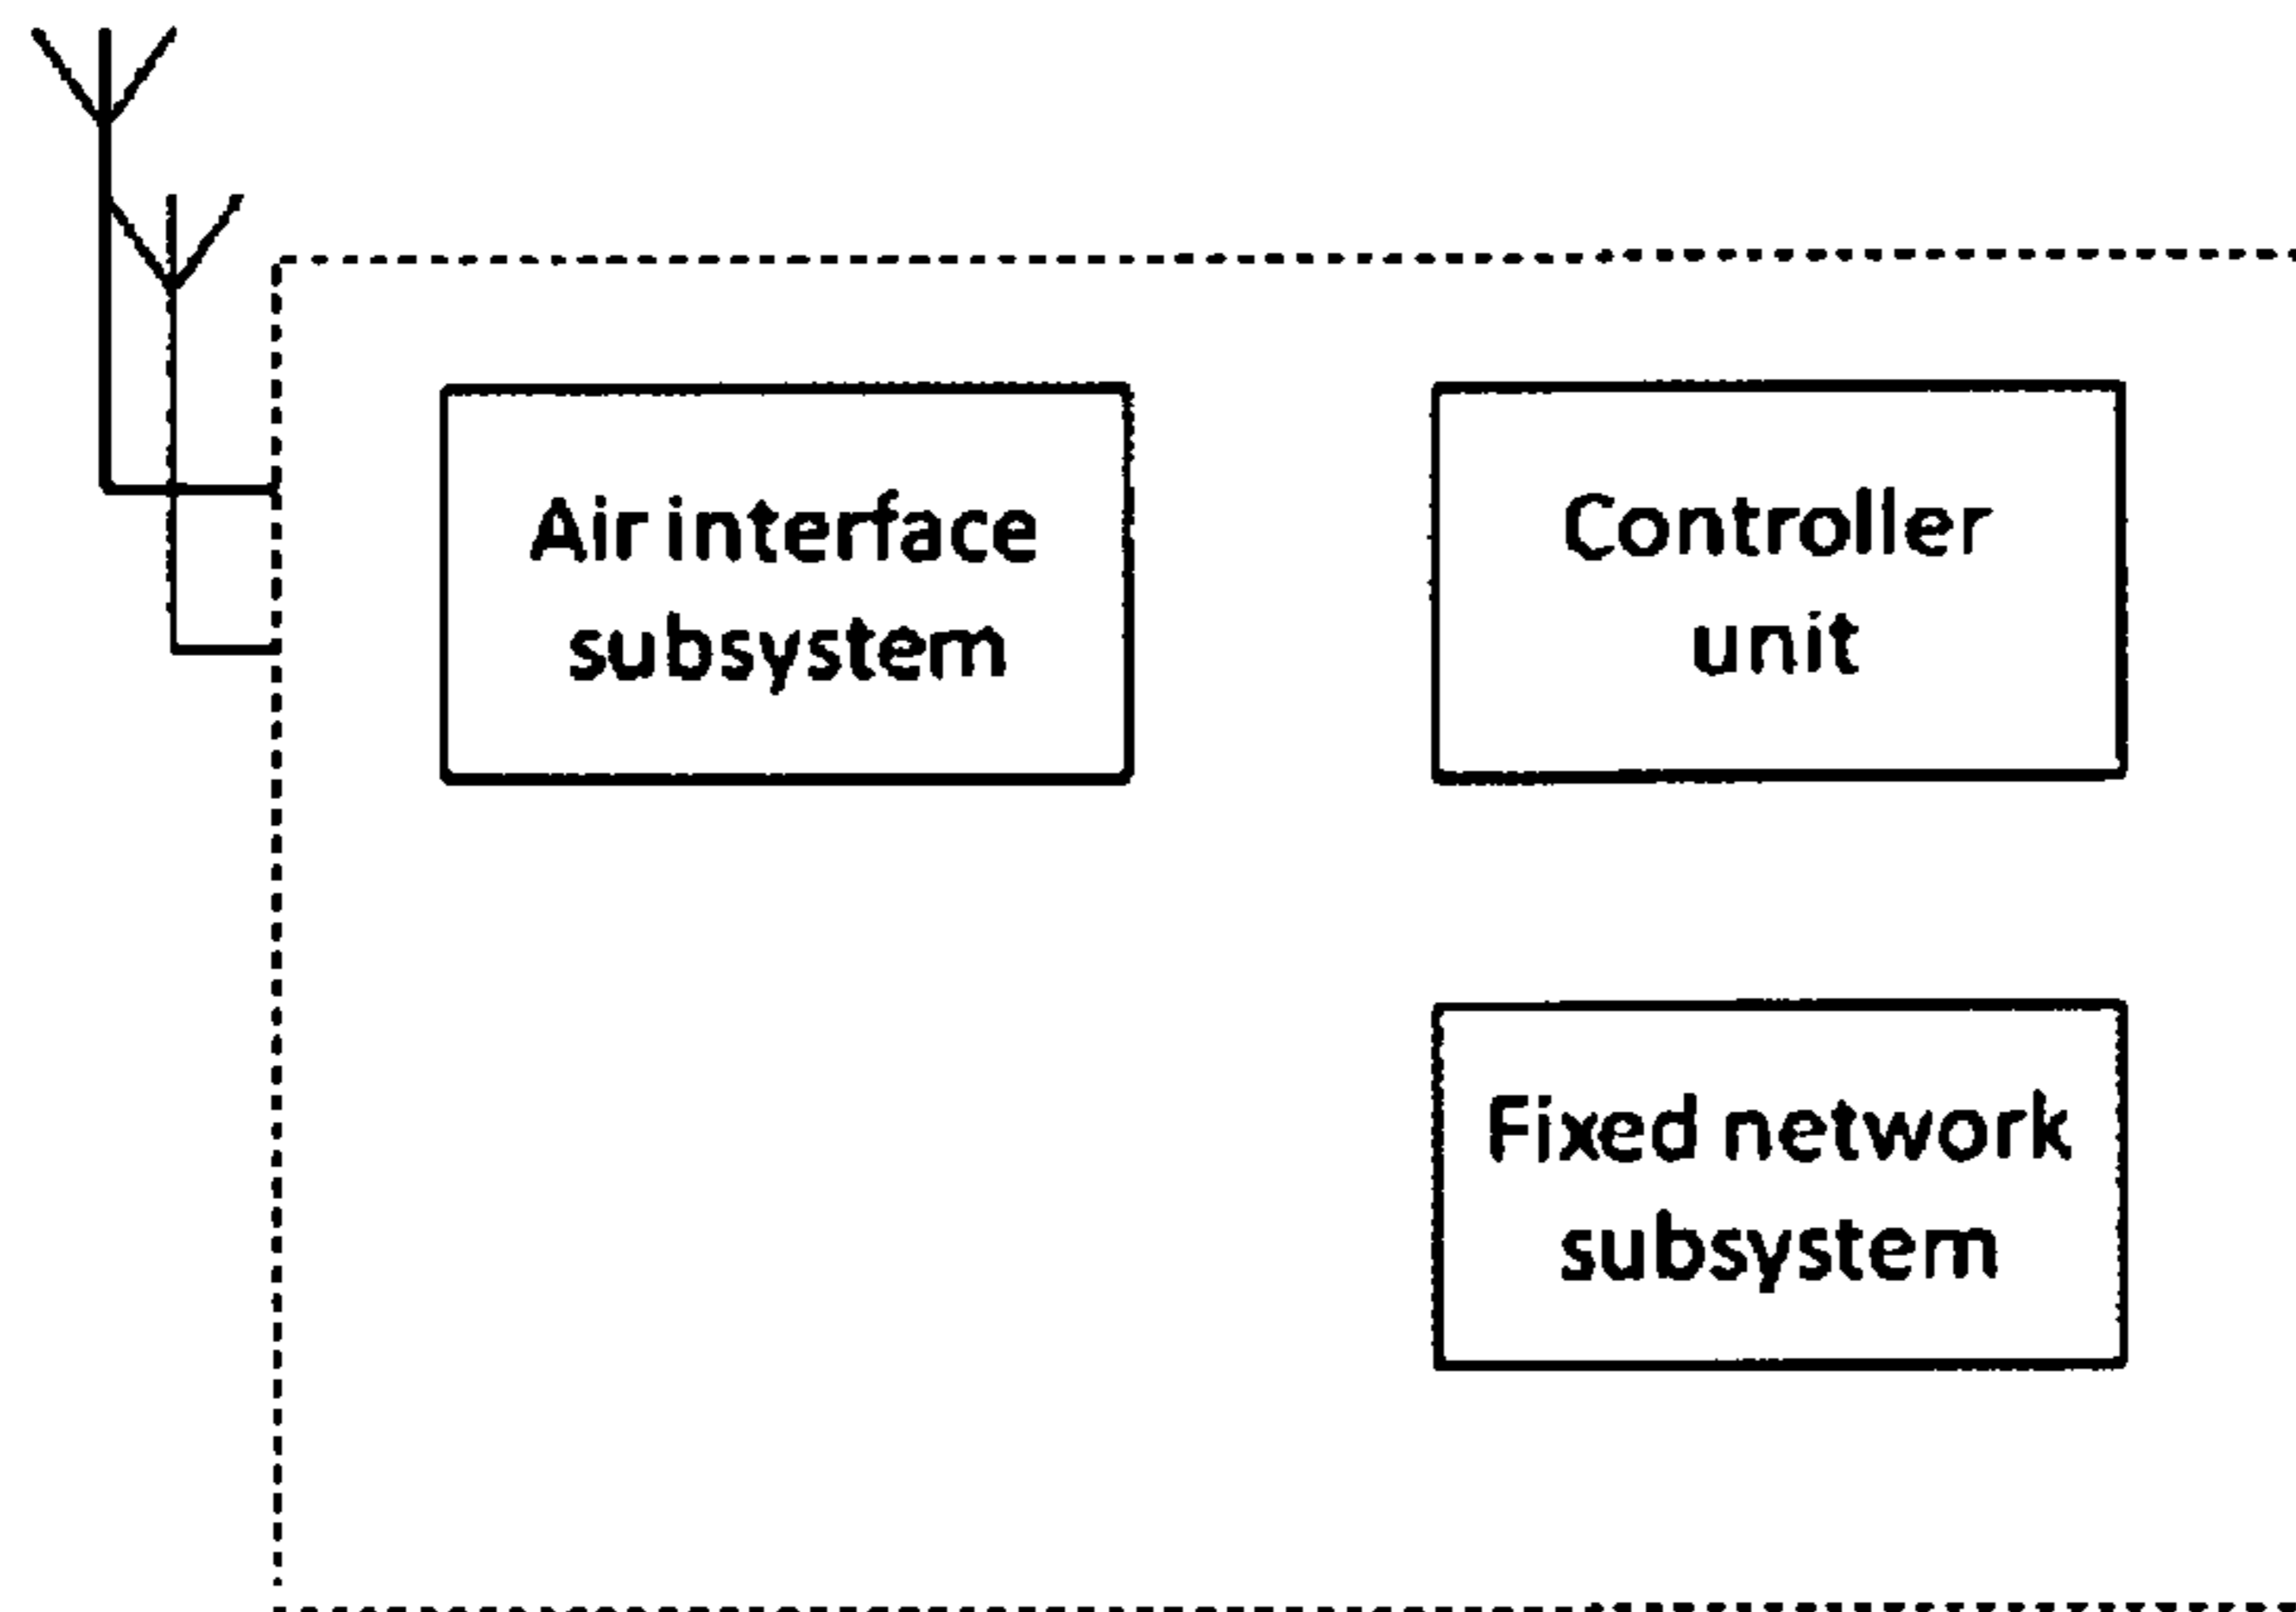 Air interface
subsystem
Controller
unit
Fixed network
subsystem